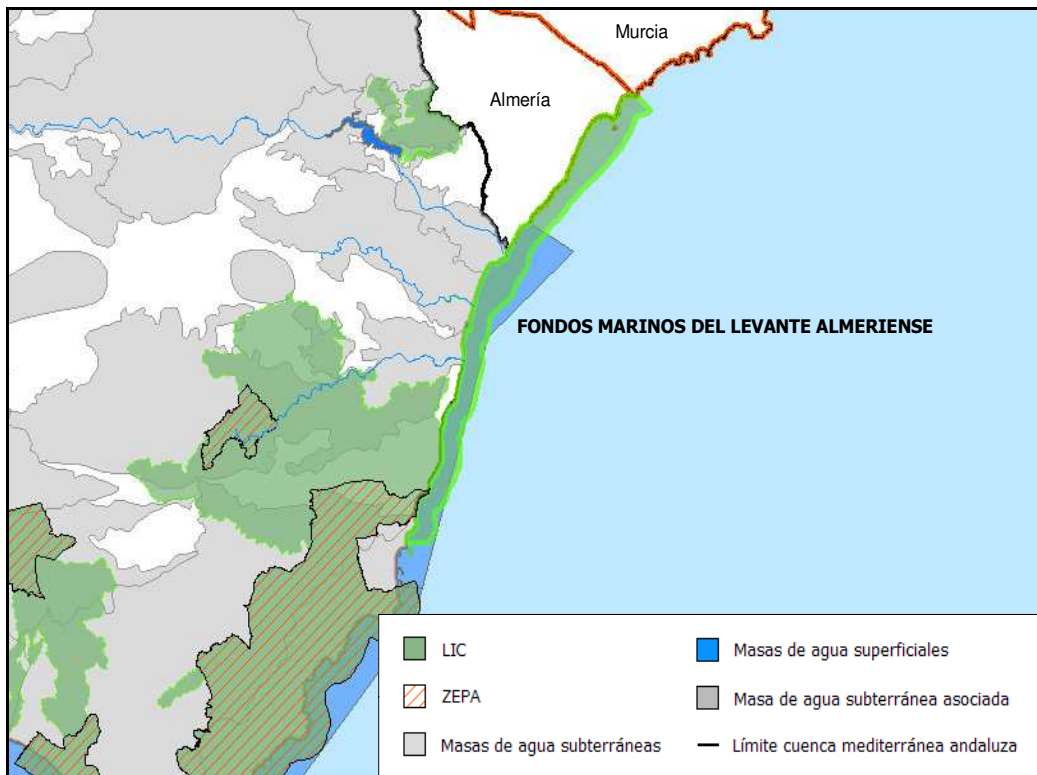 Murcia
Almería
FONDOS MARINOS DEL LEVANTE ALMERIENSE
LIC
ZEPA
Masas de agua subterráneas
Masas de agua superficiales
Masa de agua subterránea asociada
Límite cuenca mediterránea andaluza